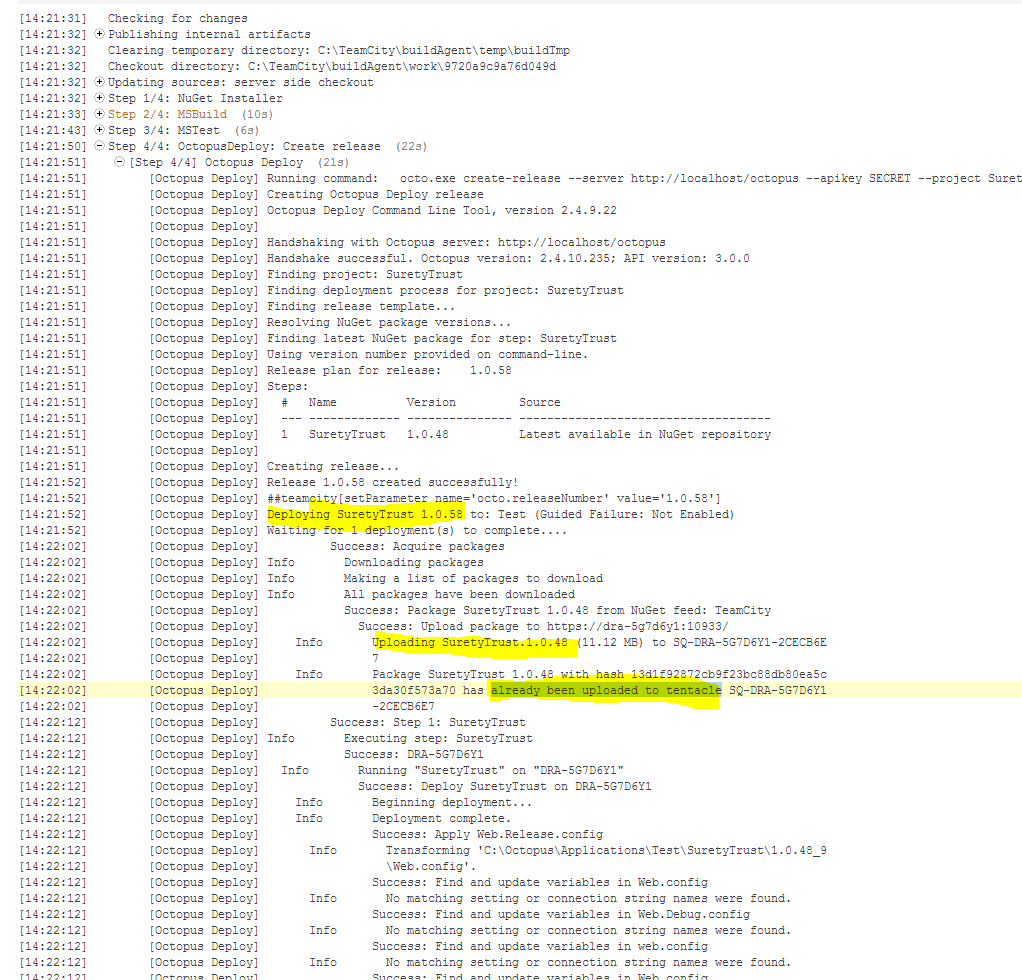 [14:21:31] Checking for changes
[14:21:32] Publishing internal artifacts
[14:21:32] Clearing temporary directory: C:\TeamCity\buildAgent\temp\buildTmp
[14:21:32] Checkout directory: C:\TeamCity\buildAgent\work\9720a9c9a76d049d
[14:21:32] Updating sources: server side checkout
[14:21:32] Step 1/4: NuGet Installer
[14:21:33] Step 2/4: MSBuild (10s)
[14:21:43] Step 3/4: MSTest (6s)
[14:21:50] Step 4/4: OctopusDeploy: Create release (22s)
[14:21:51] [Step 4/4] Octopus Deploy (21s)
[14:21:51] [Octopus Deploy] Running command: octo.exe create-release --server http://localhost/octopus --apikey SECRET --project Suret
[14:21:51] [Octopus Deploy] Creating Octopus Deploy release
[14:21:51] [Octopus Deploy] Octopus Deploy Command Line Tool, version 2.4.9.22
[14:21:51] [Octopus Deploy]
[14:21:51] [Octopus Deploy] Handshaking with Octopus server: http://localhost/octopus
[14:21:51] [Octopus Deploy] Handshake successful. Octopus version: 2.4.10.235; API version: 3.0.0
[14:21:51] [Octopus Deploy] Finding project: SuretyTrust
[14:21:51] [Octopus Deploy] Finding deployment process for project: SuretyTrust
[14:21:51] [Octopus Deploy] Finding release template...
[14:21:51] [Octopus Deploy] Resolving NuGet package versions...
[14:21:51] [Octopus Deploy] Finding latest NuGet package for step: SuretyTrust
[14:21:51] [Octopus Deploy] Using version number provided on command-line.
[14:21:51] [Octopus Deploy] Release plan for release: 1.0.58
[14:21:51] [Octopus Deploy] Steps:
[14:21:51] [Octopus Deploy] # Name Version Source
[14:21:51] [Octopus Deploy] --- ------------- --------------- ------------------------------------
[14:21:51] [Octopus Deploy] 1 SuretyTrust 1.0.48 Latest available in NuGet repository
[14:21:51] [Octopus Deploy]
[14:21:51] [Octopus Deploy] Creating release...
[14:21:52] [Octopus Deploy] Release 1.0.58 created successfully!
[14:21:52] [Octopus Deploy] ##teamcity[setParameter name='octo.releaseNumber' value='1.0.58']
[14:21:52] [Octopus Deploy] Deploying SuretyTrust 1.0.58 to: Test (Guided Failure: Not Enabled)
[14:21:52] [Octopus Deploy] Waiting for 1 deployment(s) to complete....
[14:22:02] [Octopus Deploy] Success: Acquire packages
[14:22:02] [Octopus Deploy] Info Downloading packages
[14:22:02] [Octopus Deploy] Info Making a list of packages to download
[14:22:02] [Octopus Deploy] Info All packages have been downloaded
[14:22:02] [Octopus Deploy] Success: Package SuretyTrust 1.0.48 from NuGet feed: TeamCity
[14:22:02] [Octopus Deploy] Success: Upload package to https://dra-5g7d6y1:10933/
[14:22:02] [Octopus Deploy] Info Uploading SuretyTrust.1.0.48 (11.12 MB) to SQ-DRA-5G7D6Y1-2CECB6E
[14:22:02] [Octopus Deploy] 7
[14:22:02] [Octopus Deploy] Info Package SuretyTrust 1.0.48 with hash 13d1f92872cb9f23bc88db80ea5c
[14:22:02] [Octopus Deploy] 3da30f573a70 has already been uploaded to tentacle SQ-DRA-5G7D6Y1
[14:22:02] [Octopus Deploy] -2CECB6E7
[14:22:12] [Octopus Deploy] Success: Step 1: SuretyTrust
[14:22:12] [Octopus Deploy] Info Executing step: SuretyTrust
[14:22:12] [Octopus Deploy] Success: DRA-5G7D6Y1
[14:22:12] [Octopus Deploy] Info Running "SuretyTrust" on "DRA-5G7D6Y1"
[14:22:12] [Octopus Deploy] Success: Deploy SuretyTrust on DRA-5G7D6Y1
[14:22:12] [Octopus Deploy] Info Beginning deployment...
[14:22:12] [Octopus Deploy] Info Deployment complete.
[14:22:12] [Octopus Deploy] Success: Apply Web.Release.config
[14:22:12] [Octopus Deploy] Info Transforming 'C:\Octopus\Applications\Test\SuretyTrust\1.0.48_9
[14:22:12] [Octopus Deploy] \Web.config'.
[14:22:12] [Octopus Deploy] Success: Find and update variables in Web.config
[14:22:12] [Octopus Deploy] Info No matching setting or connection string names were found.
[14:22:12] [Octopus Deploy] Success: Find and update variables in Web.Debug.config
[14:22:12] [Octopus Deploy] Info No matching setting or connection string names were found.
[14:22:12] [Octopus Deploy] Success: Find and update variables in web.config
[14:22:12] [Octopus Deploy] Info No matching setting or connection string names were found.
[14:22:12] [Octopus Deploy] Success: Find and update variables in Web.config